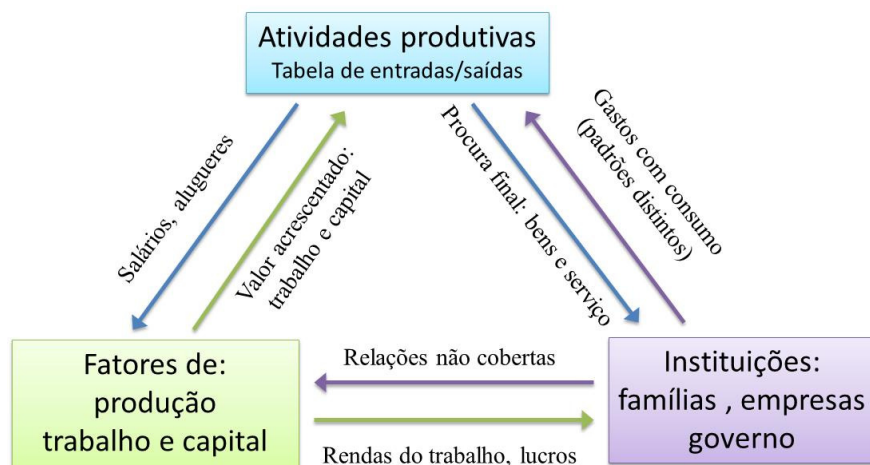 Atividades produtivas
Tabela de entradas/saídas
Salários, alugueres
Valor acrescentado:
trabalho e capital
Procura final: bens e serviço
Gastos com consumo
(padrões distintos)
Fatores de:
produção
trabalho e capital
Relações não cobertas
Rendas do trabalho, lucros
Instituições:
famílias , empresas
governo